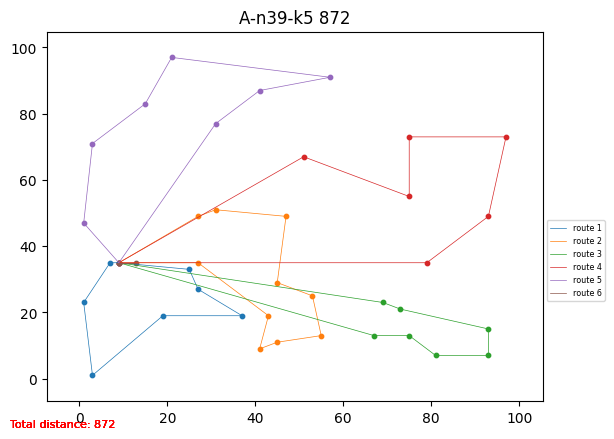 A-n39-k5 872
100
80
60
40
20
0
0 20 40 60 80 100
route 1
route 2
route 3
route 4
route 5
route 6
Total distance: 872